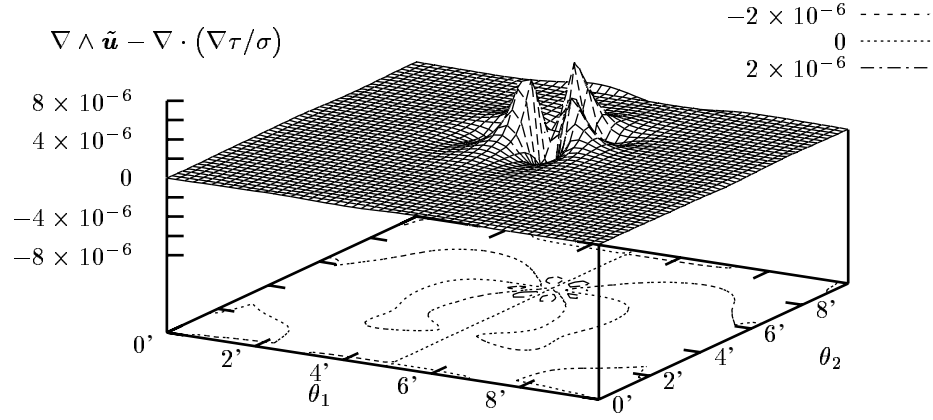 −2 × 10⁻⁶
0
2 × 10⁻⁶
∇ ∧ ũ − ∇ · (∇τ/σ)
8 × 10⁻⁶
4 × 10⁻⁶
0
−4 × 10⁻⁶
−8 × 10⁻⁶
0' 2' 4' 6' 8'
θ₁
0' 2' 4' 6' 8'
θ₂